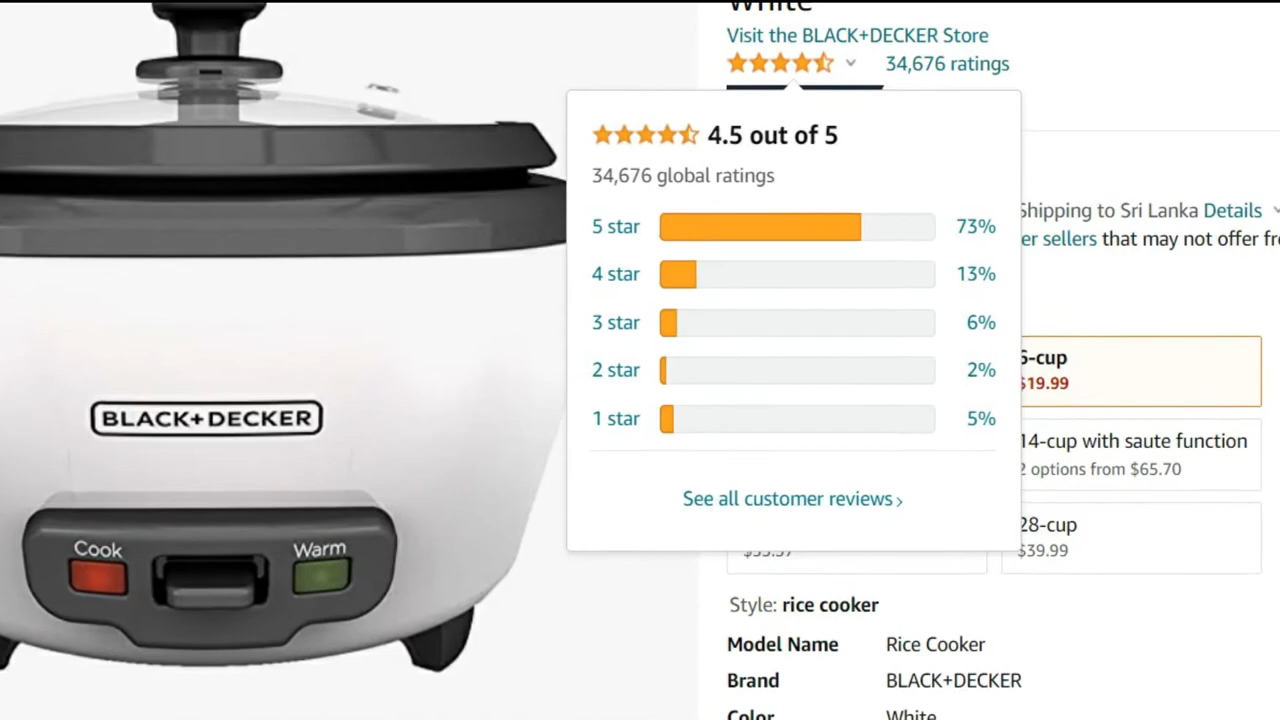 White
Visit the BLACK+DECKER Store
34,676 ratings
4.5 out of 5
34,676 global ratings
5 star 73%
4 star 13%
3 star 6%
2 star 2%
1 star 5%
See all customer reviews ›
Shipping to Sri Lanka Details
er sellers that may not offer fr
6-cup
$19.99
14-cup with saute function
2 options from $65.70
28-cup
$39.99
Style: rice cooker
Model Name Rice Cooker
Brand BLACK+DECKER
Color White
BLACK+DECKER
Cook
Warm